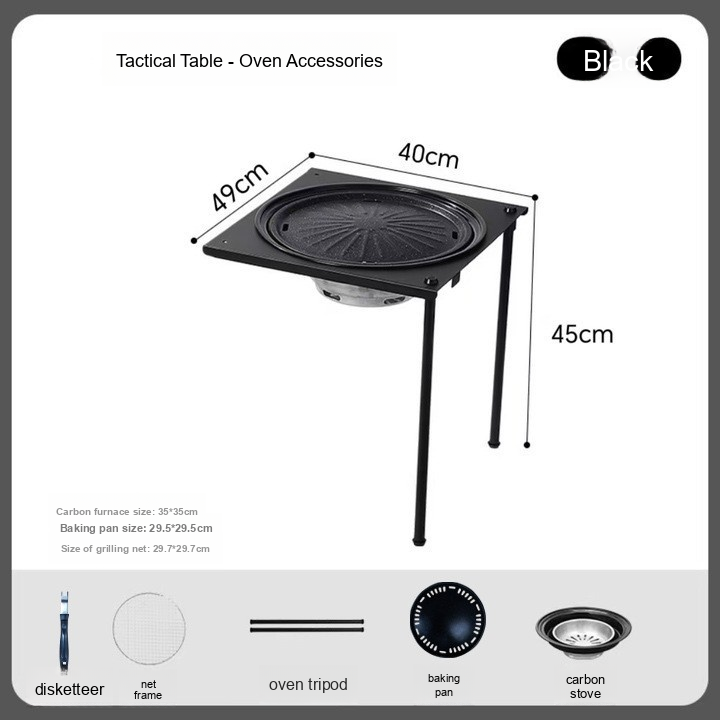 Tactical Table - Oven Accessories
Black
40cm
49cm
45cm
Carbon furnace size: 35*35cm
Baking pan size: 29.5*29.5cm
Size of grilling net: 29.7*29.7cm
disketteer
net
frame
oven tripod
baking
pan
carbon
stove